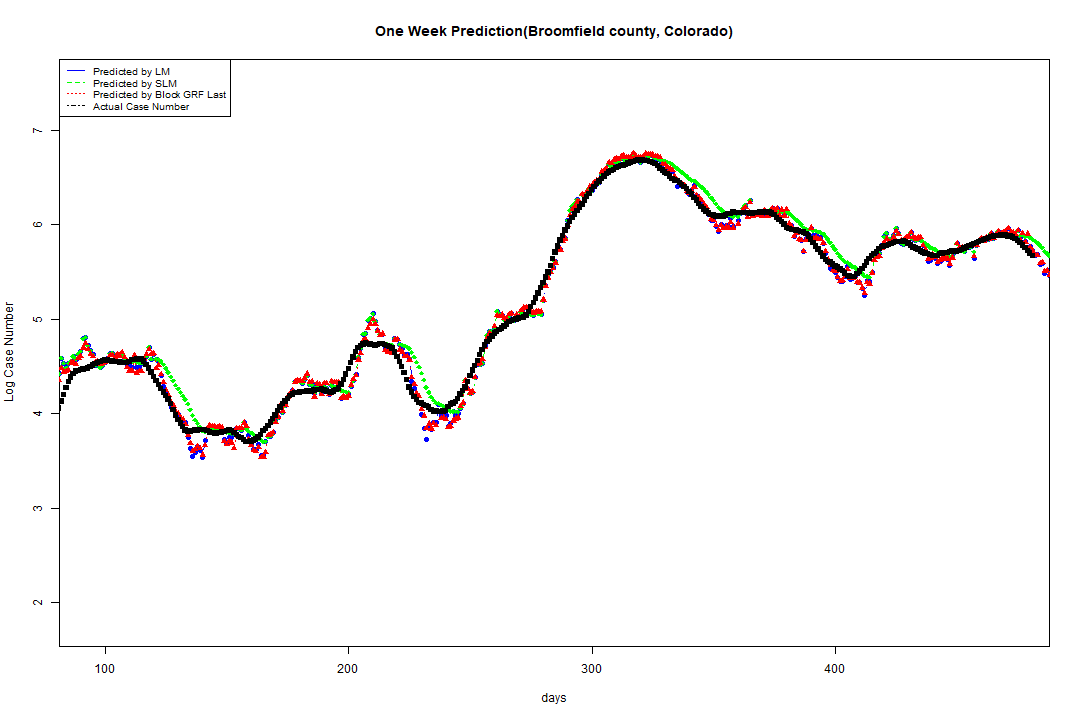 One Week Prediction(Broomfield county, Colorado)
Predicted by LM
Predicted by SLM
Predicted by Block GRF Last
Actual Case Number
7
6
5
4
3
2
Log Case Number
100 200 300 400
days